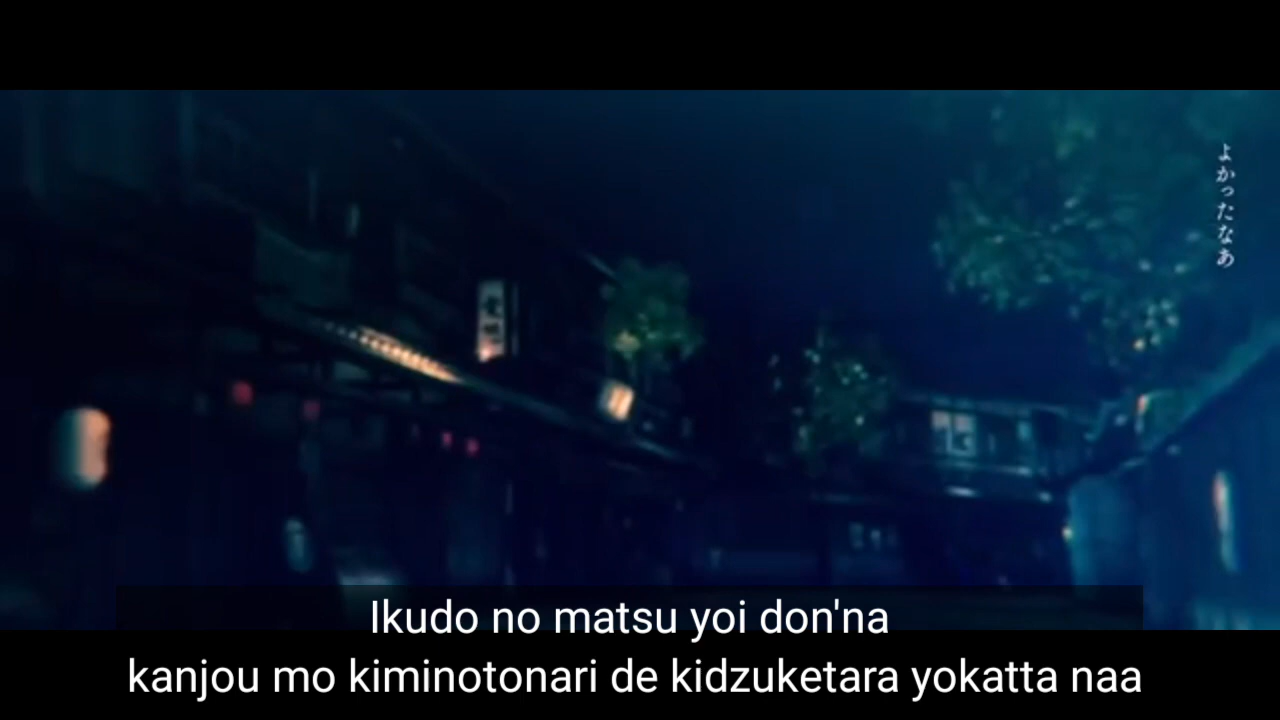 よかったなあ
Ikudo no matsu yoi don'na
kanjou mo kiminotonari de kidzuketara yokatta naa